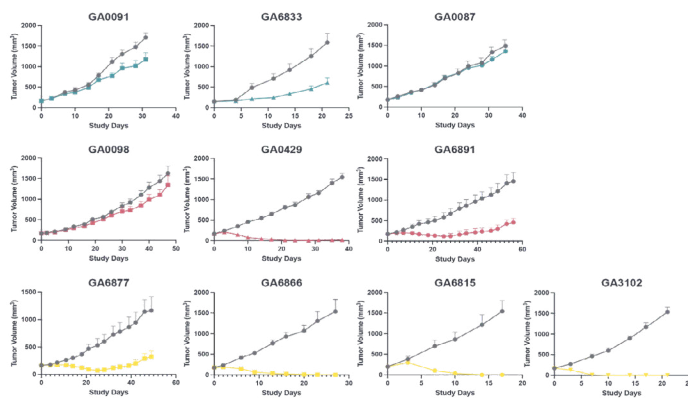 GA0091
GA6833
GA0087
Tumor Volume (mm³)
2000
1500
1000
500
0
0 10 20 30 40
Study Days
Tumor Volume (mm³)
2000
1500
1000
500
0
0 5 10 15 20 25
Study Days
Tumor Volume (mm³)
2000
1500
1000
500
0
0 10 20 30 40
Study Days
GA0098
GA0429
GA6891
Tumor Volume (mm³)
2000
1500
1000
500
0
0 10 20 30 40 50
Study Days
Tumor Volume (mm³)
2000
1500
1000
500
0
0 10 20 30 40
Study Days
Tumor Volume (mm³)
2000
1500
1000
500
0
0 20 40 60
Study Days
GA6877
GA6866
GA6815
GA3102
Tumor Volume (mm³)
1500
1000
500
0
0 20 40 60
Study Days
Tumor Volume (mm³)
2000
1500
1000
500
0
0 10 20 30
Study Days
Tumor Volume (mm³)
2000
1500
1000
500
0
0 5 10 15 20
Study Days
Tumor Volume (mm³)
2000
1500
1000
500
0
0 5 10 15 20 25
Study Days